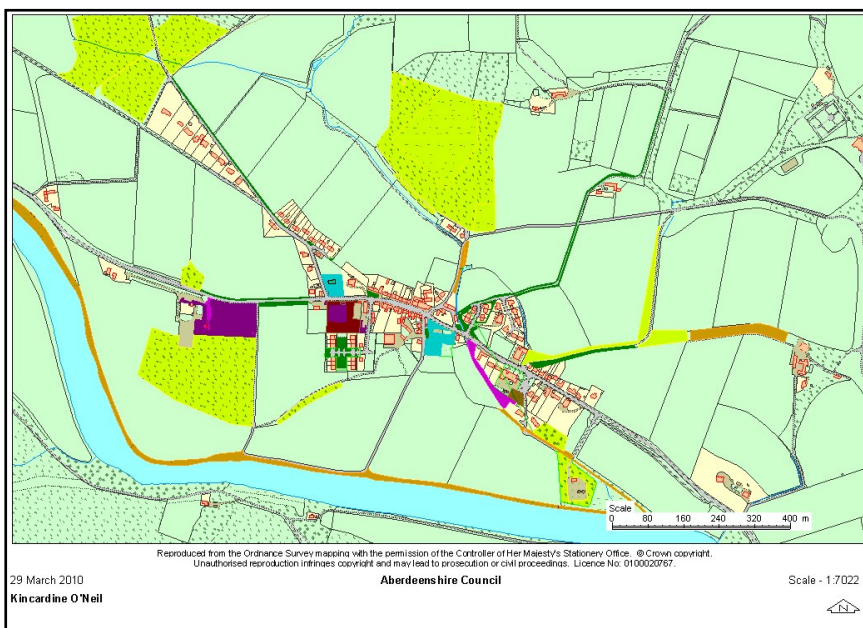 Scale
0 80 160 240 320 400 m
Reproduced from the Ordnance Survey mapping with the permission of the Controller of Her Majesty's Stationery Office. © Crown copyright.
Unauthorised reproduction infringes copyright and may lead to prosecution or civil proceedings. Licence No: 0100020767.
29 March 2010
Aberdeenshire Council
Scale - 1:7022
Kincardine O'Neil
N